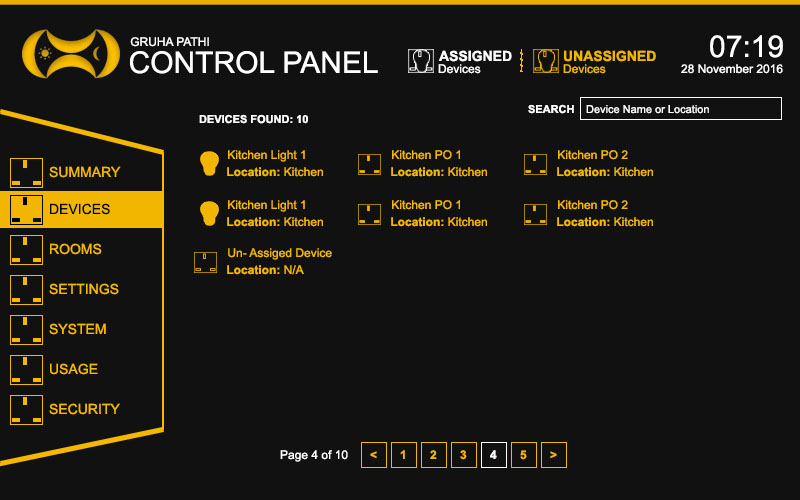 GRUHA PATHI
CONTROL PANEL
ASSIGNED
Devices
UNASSIGNED
Devices
07:19
28 November 2016
SEARCH Device Name or Location
DEVICES FOUND: 10
SUMMARY
DEVICES
ROOMS
SETTINGS
SYSTEM
USAGE
SECURITY
Kitchen Light 1
Location: Kitchen
Kitchen PO 1
Location: Kitchen
Kitchen PO 2
Location: Kitchen
Kitchen Light 1
Location: Kitchen
Kitchen PO 1
Location: Kitchen
Kitchen PO 2
Location: Kitchen
Un- Assiged Device
Location: N/A
Page 4 of 10 < 1 2 3 4 5 >